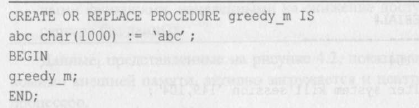 CREATE OR REPLACE PROCEDURE greedy_m IS
abc char(1000) := 'abc';
BEGIN
greedy_m;
END;